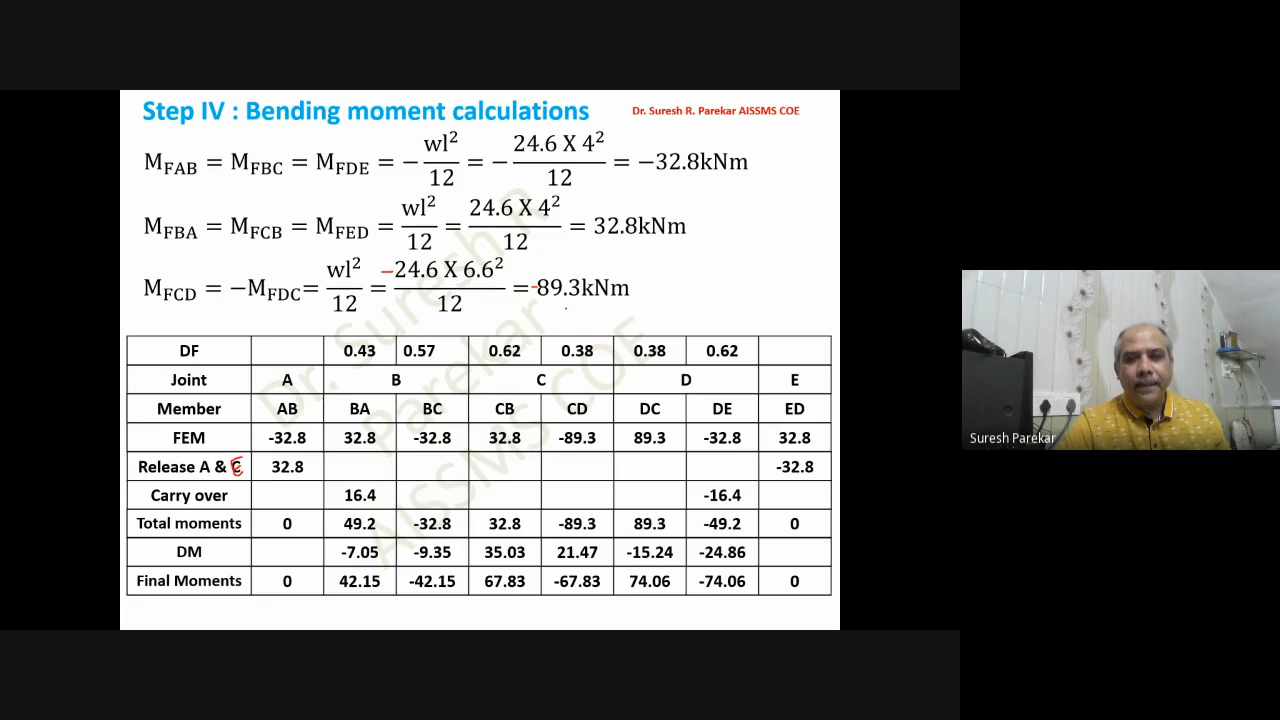 Step IV : Bending moment calculations
Dr. Suresh R. Parekar AISSMS COE
M_FAB = M_FBC = M_FDE = −wl²/12 = −24.6 X 4²/12 = −32.8kNm
M_FBA = M_FCB = M_FED = wl²/12 = 24.6 X 4²/12 = 32.8kNm
M_FCD = −M_FDC= wl²/12 = −24.6 X 6.6²/12 = -89.3kNm
DF 0.43 0.57 0.62 0.38 0.38 0.62
Joint A B C D E
Member AB BA BC CB CD DC DE ED
FEM -32.8 32.8 -32.8 32.8 -89.3 89.3 -32.8 32.8
Release A & E 32.8 -32.8
Carry over 16.4 -16.4
Total moments 0 49.2 -32.8 32.8 -89.3 89.3 -49.2 0
DM -7.05 -9.35 35.03 21.47 -15.24 -24.86
Final Moments 0 42.15 -42.15 67.83 -67.83 74.06 -74.06 0
Dr. Suresh R
Parekar
AISSMS COE
Suresh Parekar